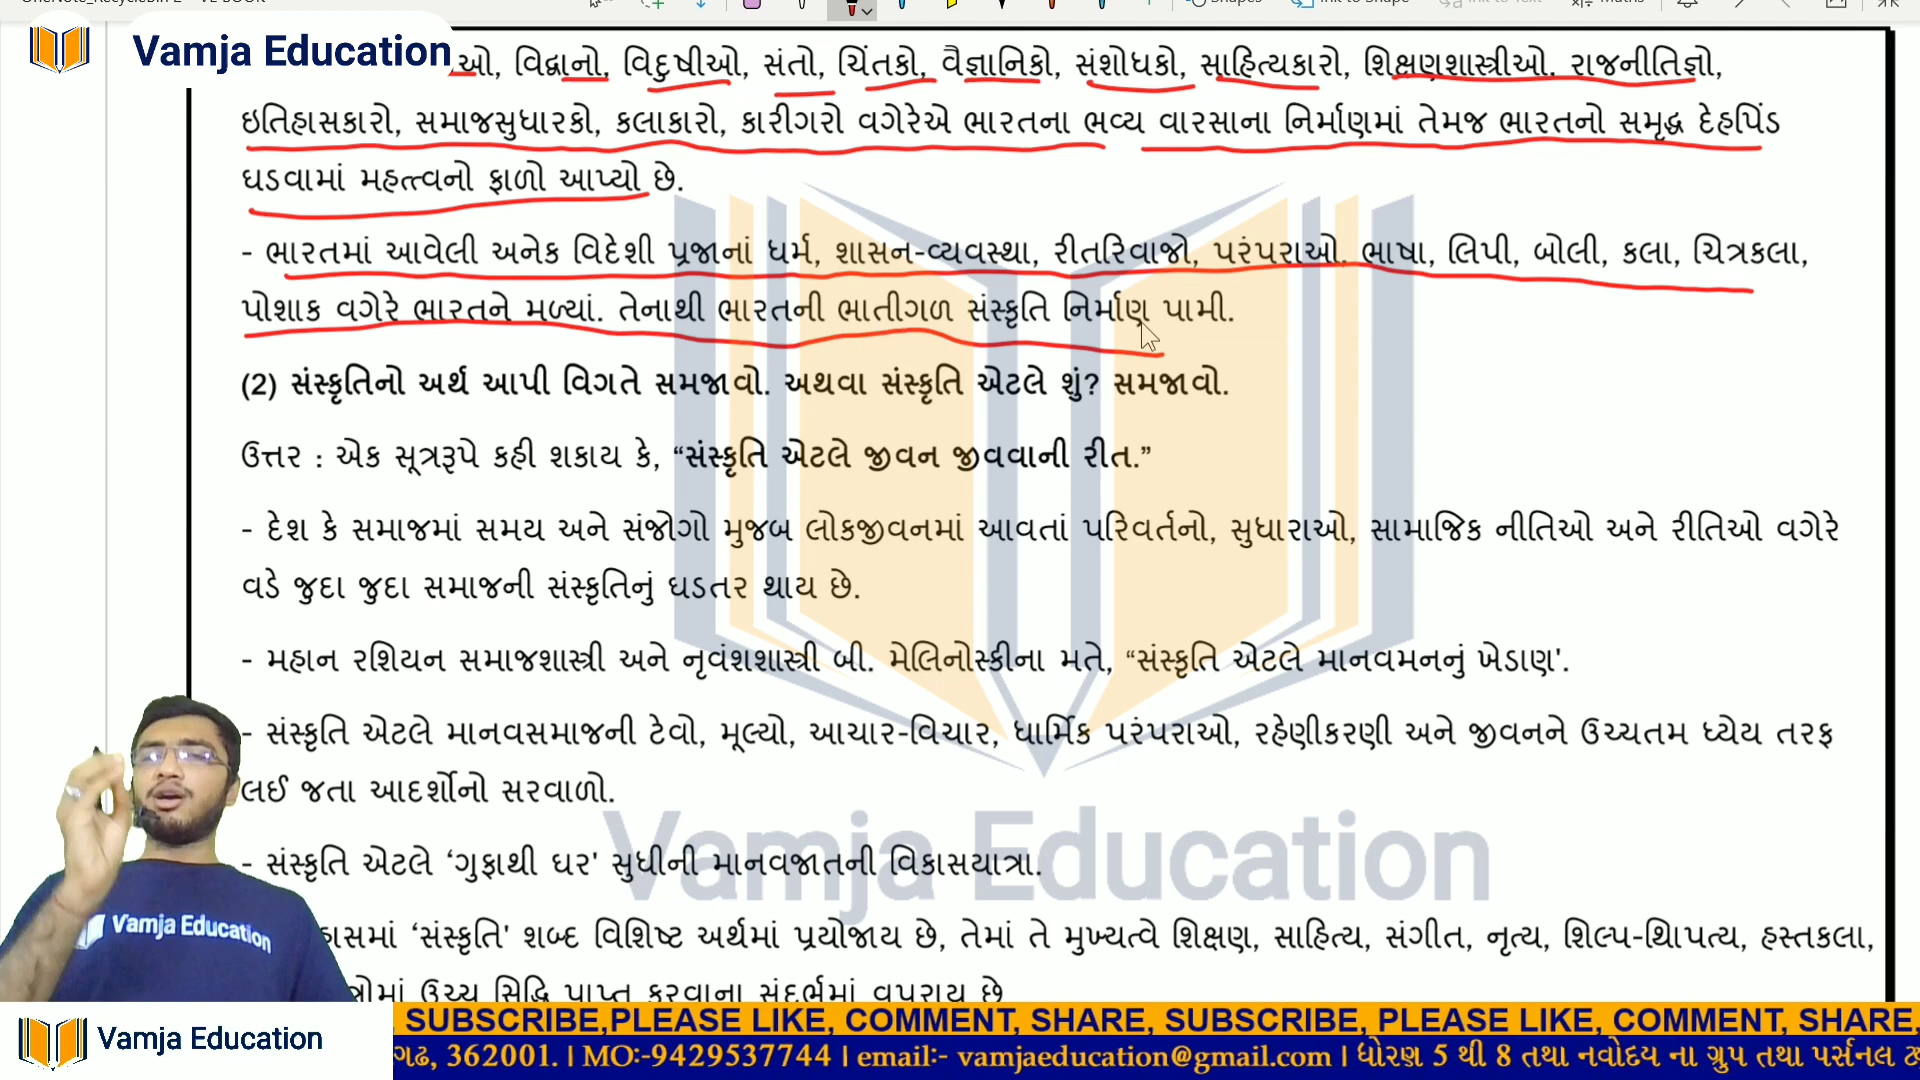 Vamja Education
ઓ, વિદ્વાનો, વિદુષીઓ, સંતો, ચિંતકો, વૈજ્ઞાનિકો, સંશોધકો, સાહિત્યકારો, શિક્ષણશાસ્ત્રીઓ. રાજનીતિજ્ઞો,
ઇતિહાસકારો, સમાજસુધારકો, કલાકારો, કારીગરો વગેરેએ ભારતના ભવ્ય વારસાના નિર્માણમાં તેમજ ભારતનો સમૃદ્ધ દેહપિંડ
ઘડવામાં મહત્ત્વનો ફાળો આપ્યો છે.
- ભારતમાં આવેલી અનેક વિદેશી પ્રજાનાં ધર્મ, શાસન-વ્યવસ્થા, રીતરિવાજો, પરંપરાઓ. ભાષા, લિપી, બોલી, કલા, ચિત્રકલા,
પોશાક વગેરે ભારતને મળ્યાં. તેનાથી ભારતની ભાતીગળ સંસ્કૃતિ નિર્માણ પામી.
(2) સંસ્કૃતિનો અર્થ આપી વિગતે સમજાવો. અથવા સંસ્કૃતિ એટલે શું? સમજાવો.
ઉત્તર : એક સૂત્રરૂપે કહી શકાય કે, “સંસ્કૃતિ એટલે જીવન જીવવાની રીત.”
- દેશ કે સમાજમાં સમય અને સંજોગો મુજબ લોકજીવનમાં આવતાં પરિવર્તનો, સુધારાઓ, સામાજિક નીતિઓ અને રીતિઓ વગેરે
વડે જુદા જુદા સમાજની સંસ્કૃતિનું ઘડતર થાય છે.
- મહાન રશિયન સમાજશાસ્ત્રી અને નૃવંશશાસ્ત્રી બી. મેલિનોસ્કીના મતે, “સંસ્કૃતિ એટલે માનવમનનું ખેડાણ'.
- સંસ્કૃતિ એટલે માનવસમાજની ટેવો, મૂલ્યો, આચાર-વિચાર, ધાર્મિક પરંપરાઓ, રહેણીકરણી અને જીવનને ઉચ્ચતમ ધ્યેય તરફ
લઈ જતા આદર્શોનો સરવાળો.
- સંસ્કૃતિ એટલે ‘ગુફાથી ઘર' સુધીની માનવજાતની વિકાસયાત્રા.
Vamja Education
‘સંસ્કૃતિ' શબ્દ વિશિષ્ટ અર્થમાં પ્રયોજાય છે, તેમાં તે મુખ્યત્વે શિક્ષણ, સાહિત્ય, સંગીત, નૃત્ય, શિલ્પ-સ્થાપત્ય, હસ્તકલા,
ઉચ્ચ સિદ્ધિ પ્રાપ્ત કરવાના સંદર્ભમાં વપરાય છે
Vamja Education
Vamja Education
SUBSCRIBE,PLEASE LIKE, COMMENT, SHARE, SUBSCRIBE, PLEASE LIKE, COMMENT, SHARE,
362001. | MO:-9429537744 | email:- vamjaeducation@gmail.com | ધોરણ 5 થી 8 તથા નવોદય ના ગ્રુપ તથા પર્સનલ